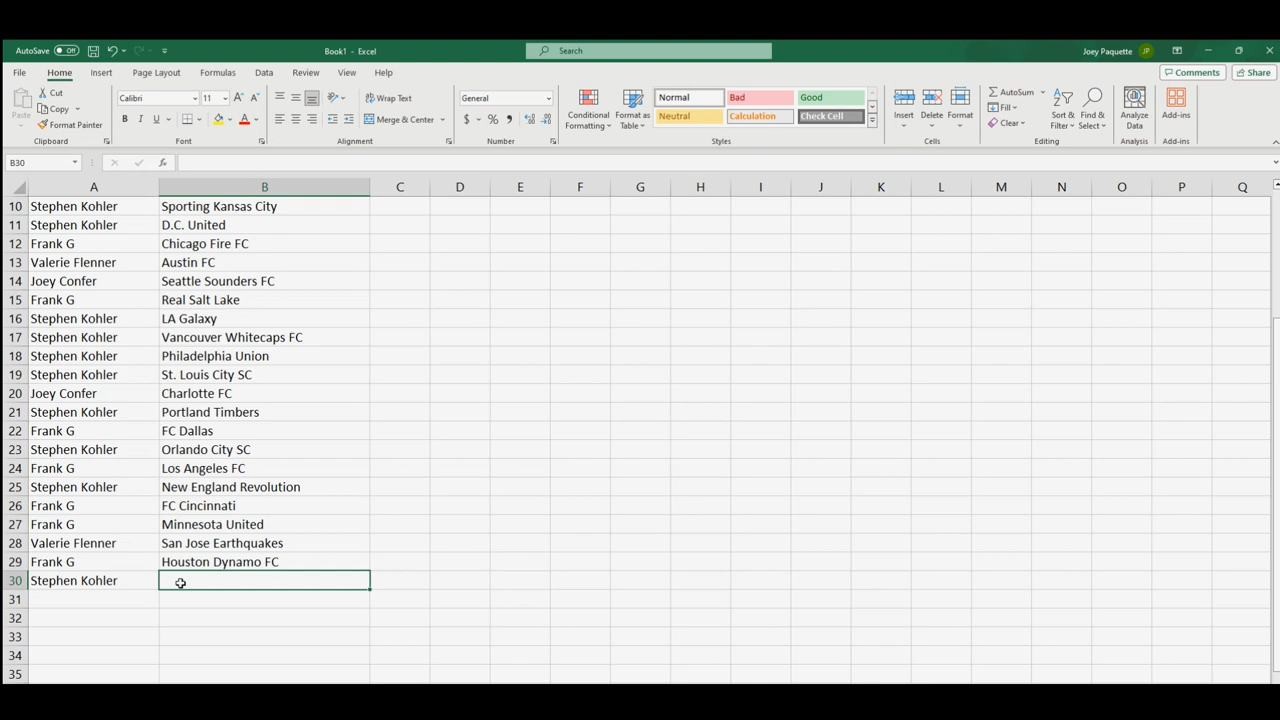 AutoSave Off Book1 - Excel Search Joey Paquette JP
File Home Insert Page Layout Formulas Data Review View Help Comments Share
Paste Cut Copy Format Painter Clipboard
Calibri 11 A A B I U A Font
Wrap Text Merge & Center Alignment
General $ % , Number
Conditional Formatting Format as Table Normal Bad Good Neutral Calculation Check Cell Styles
Insert Delete Format Cells
AutoSum Fill Clear Sort & Filter Find & Select Editing
Analyze Data Analysis Add-ins Add-ins
B30 fx
A B C D E F G H I J K L M N O P Q
10 Stephen Kohler Sporting Kansas City
11 Stephen Kohler D.C. United
12 Frank G Chicago Fire FC
13 Valerie Flenner Austin FC
14 Joey Confer Seattle Sounders FC
15 Frank G Real Salt Lake
16 Stephen Kohler LA Galaxy
17 Stephen Kohler Vancouver Whitecaps FC
18 Stephen Kohler Philadelphia Union
19 Stephen Kohler St. Louis City SC
20 Joey Confer Charlotte FC
21 Stephen Kohler Portland Timbers
22 Frank G FC Dallas
23 Stephen Kohler Orlando City SC
24 Frank G Los Angeles FC
25 Stephen Kohler New England Revolution
26 Frank G FC Cincinnati
27 Frank G Minnesota United
28 Valerie Flenner San Jose Earthquakes
29 Frank G Houston Dynamo FC
30 Stephen Kohler
31
32
33
34
35